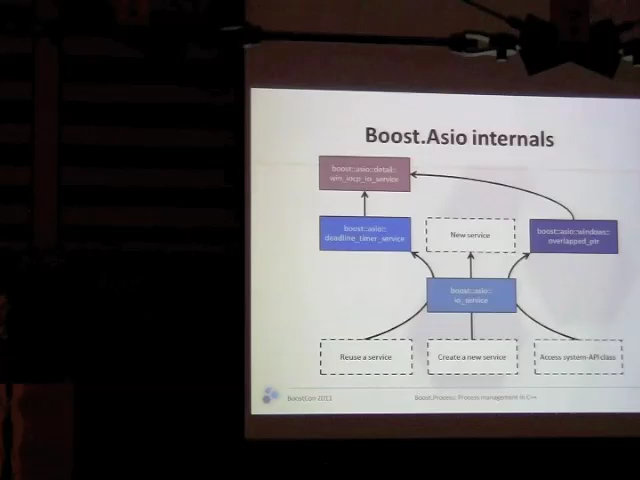 Boost.Asio internals
boost::asio::detail::
win_iocp_io_service
boost::asio::
deadline_timer_service
New service
boost::asio::windows::
overlapped_ptr
boost::asio::
io_service
Reuse a service
Create a new service
Access system-API class
BoostCon 2011
Boost.Process: Process management in C++